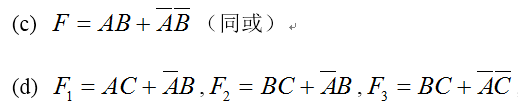 (c) F = AB + A̅B̅（同或）↵
(d) F₁ = AC + A̅B , F₂ = BC + A̅B , F₃ = BC + A̅C̅